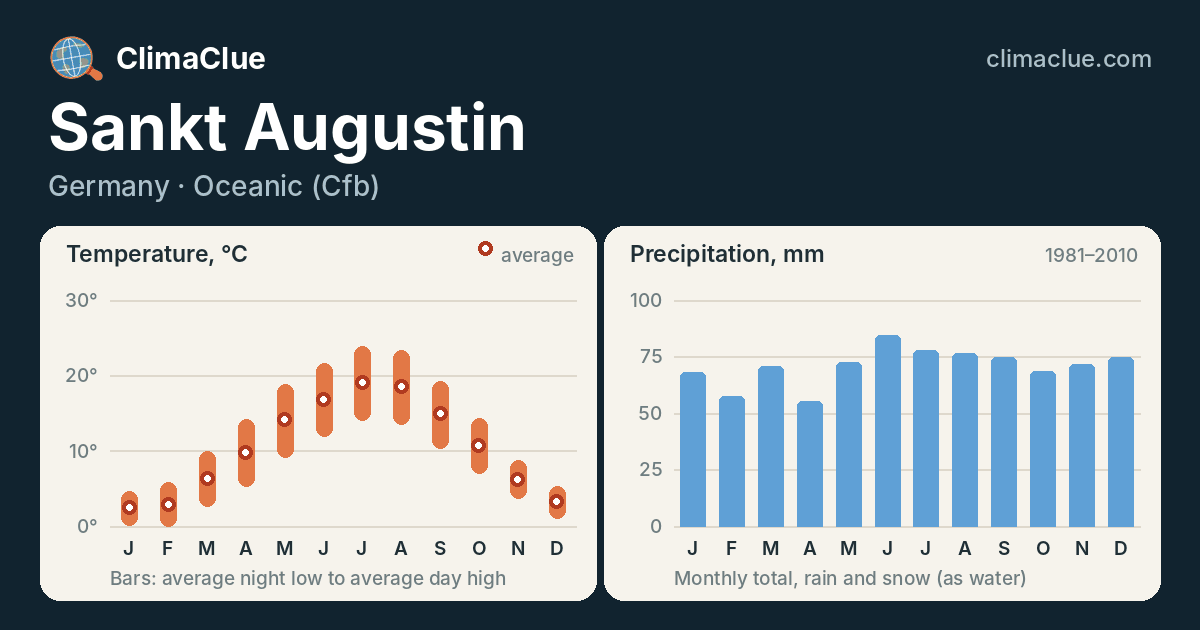 ClimaClue
climaclue.com
Sankt Augustin
Germany · Oceanic (Cfb)
Temperature, °C
average
30°
20°
10°
0°
J F M A M J J A S O N D
Bars: average night low to average day high
Precipitation, mm
1981–2010
100
75
50
25
0
J F M A M J J A S O N D
Monthly total, rain and snow (as water)